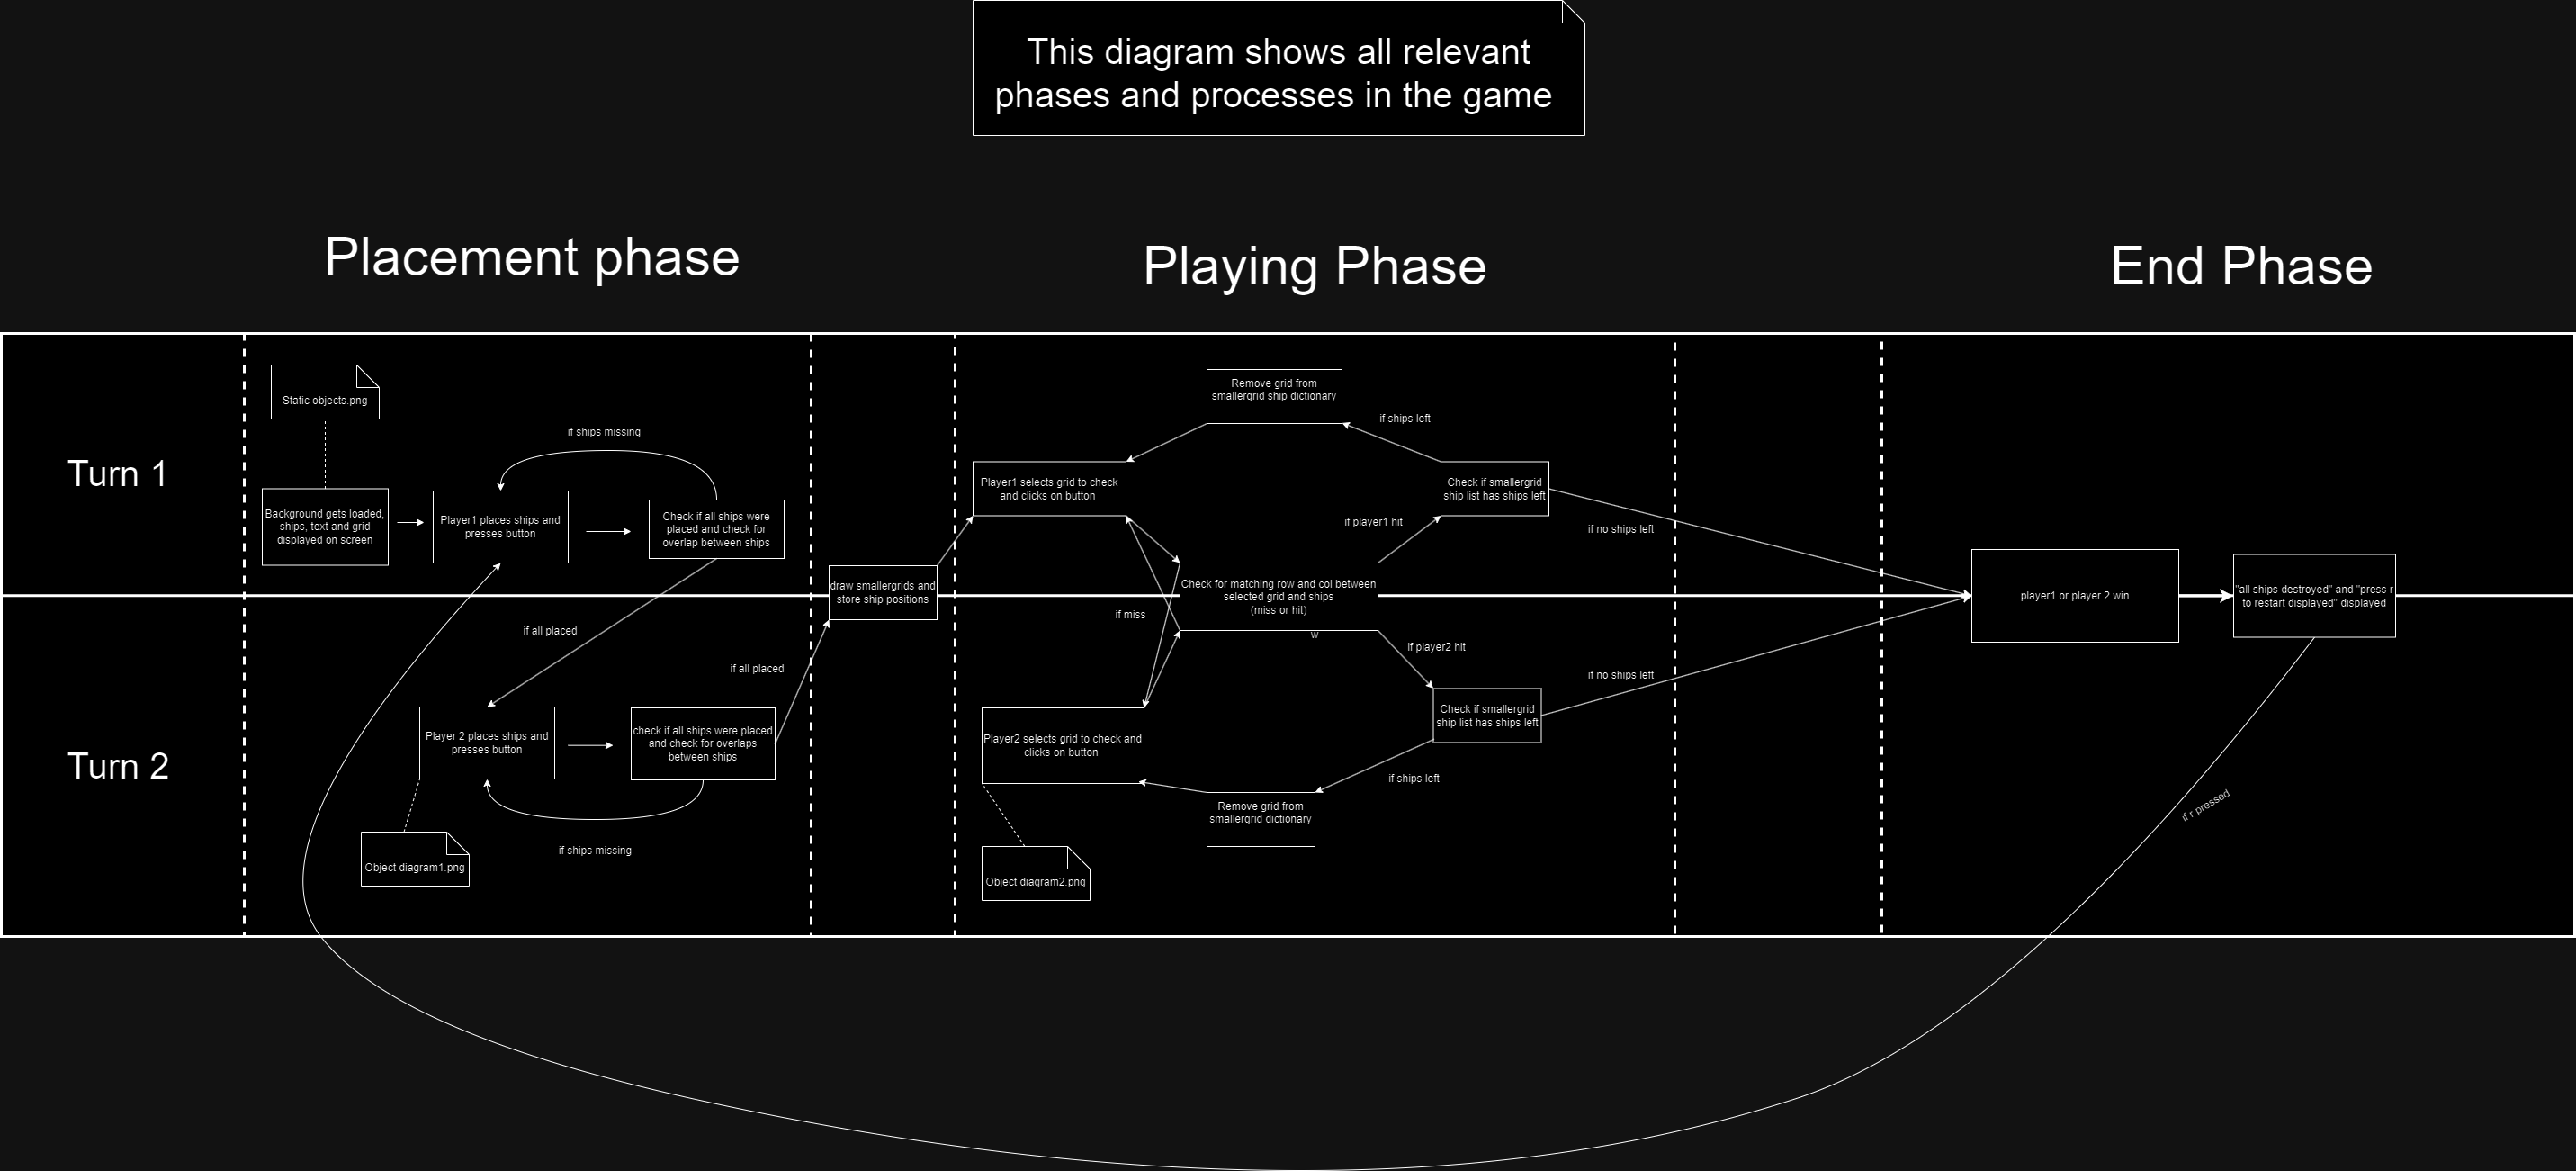 This diagram shows all relevant
phases and processes in the game
Placement phase
Playing Phase
End Phase
Turn 1
Static objects.png
Background gets loaded,
ships, text and grid
displayed on screen
Player1 places ships and
presses button
if ships missing
Check if all ships were
placed and check for
overlap between ships
if all placed
Turn 2
Player 2 places ships and
presses button
check if all ships were placed
and check for overlaps
between ships
if ships missing
Object diagram1.png
if all placed
draw smallergrids and
store ship positions
Remove grid from
smallergrid ship dictionary
if ships left
Player1 selects grid to check
and clicks on button
Check if smallergrid
ship list has ships left
if player1 hit
if no ships left
Check for matching row and col between
selected grid and ships
(miss or hit)
if miss
w
if player2 hit
if no ships left
Check if smallergrid
ship list has ships left
Player2 selects grid to check and
clicks on button
if ships left
Remove grid from
smallergrid dictionary
Object diagram2.png
player1 or player 2 win
"all ships destroyed" and "press r
to restart displayed" displayed
if r pressed